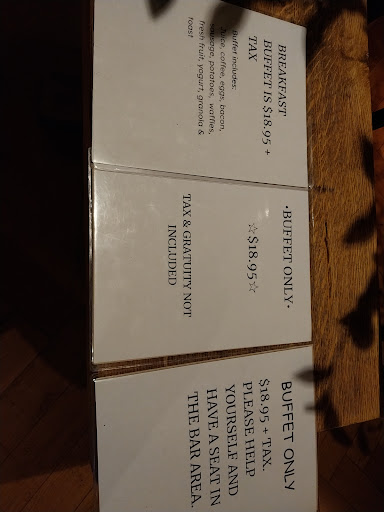 BREAKFAST
BUFFET IS $18.95 +
TAX
Buffet includes:
Juice, coffee, eggs, bacon,
sausage, potatoes, waffles,
fresh fruit, yogurt, granola &
toast
•BUFFET ONLY•
☆$18.95☆
TAX & GRATUITY NOT
INCLUDED
BUFFET ONLY
$18.95 + TAX.
PLEASE HELP
YOURSELF AND
HAVE A SEAT IN
THE BAR AREA.